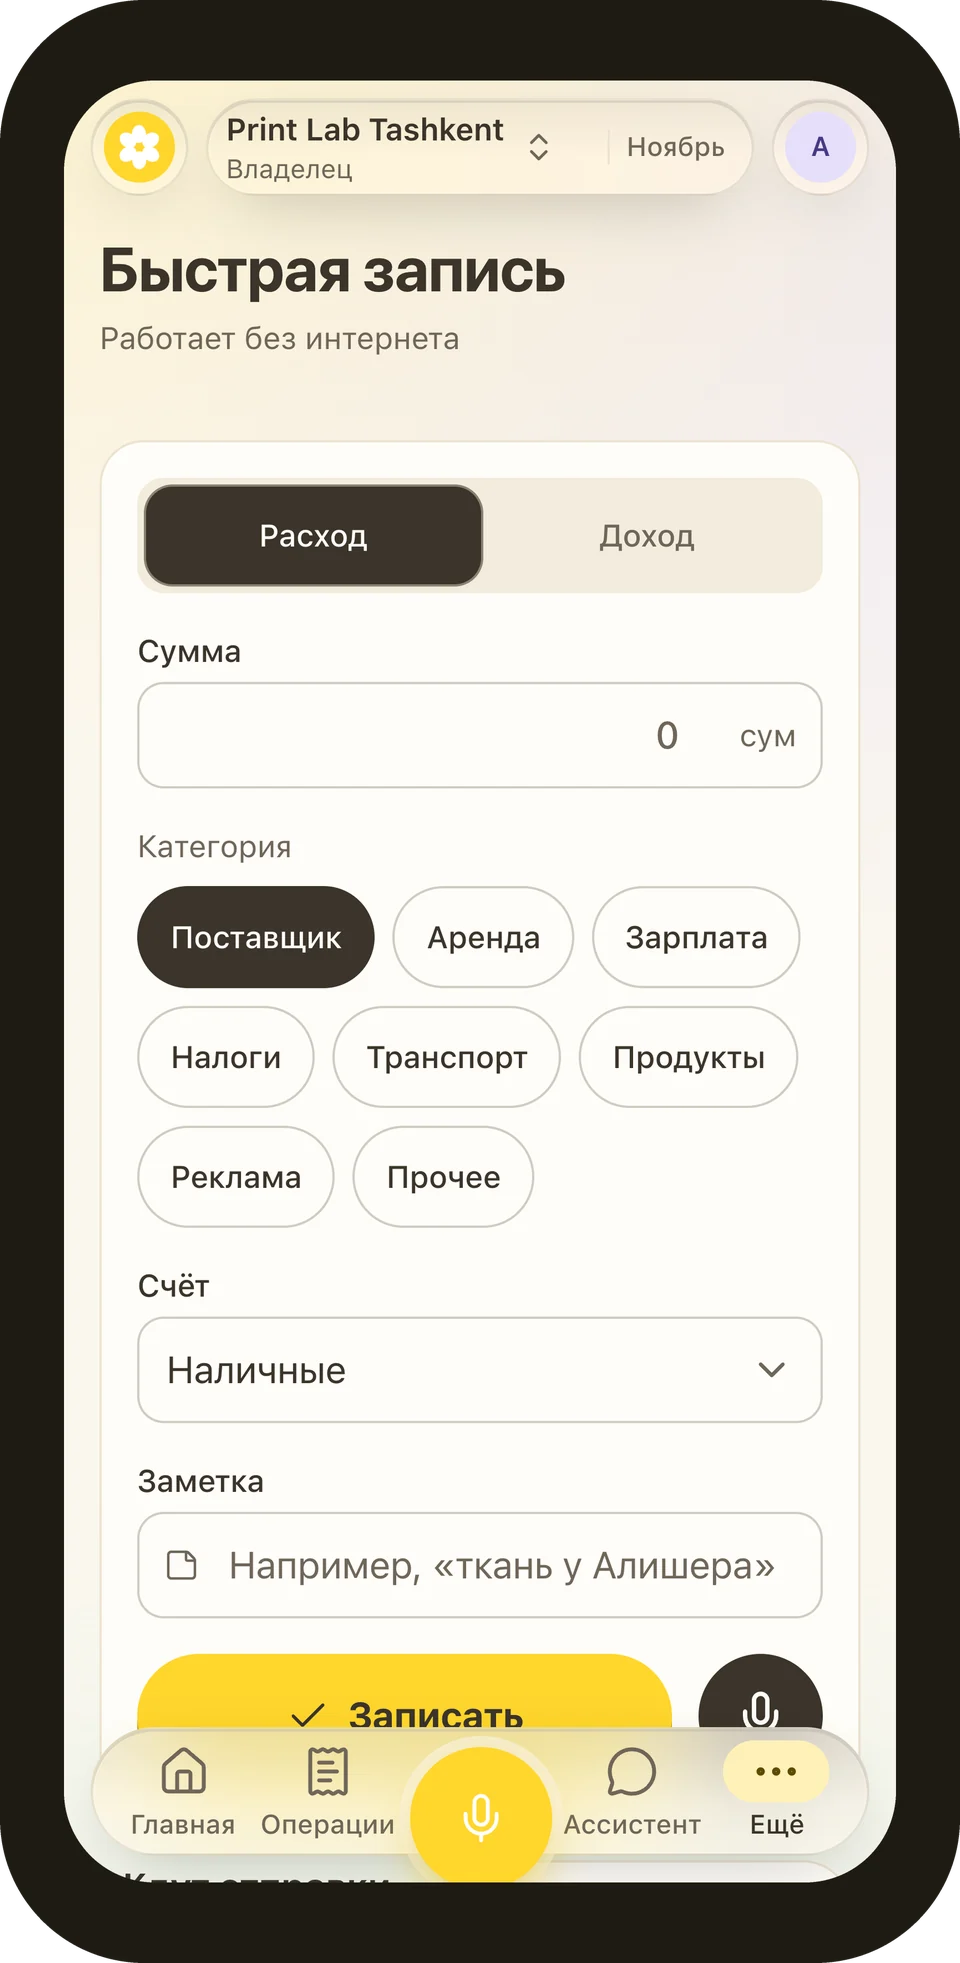 Print Lab Tashkent
Владелец
Ноябрь
A
Быстрая запись
Работает без интернета
Расход
Доход
Сумма
0 сум
Категория
Поставщик
Аренда
Зарплата
Налоги
Транспорт
Продукты
Реклама
Прочее
Счёт
Наличные
Заметка
Например, «ткань у Алишера»
Записать
Главная
Операции
Ассистент
Ещё